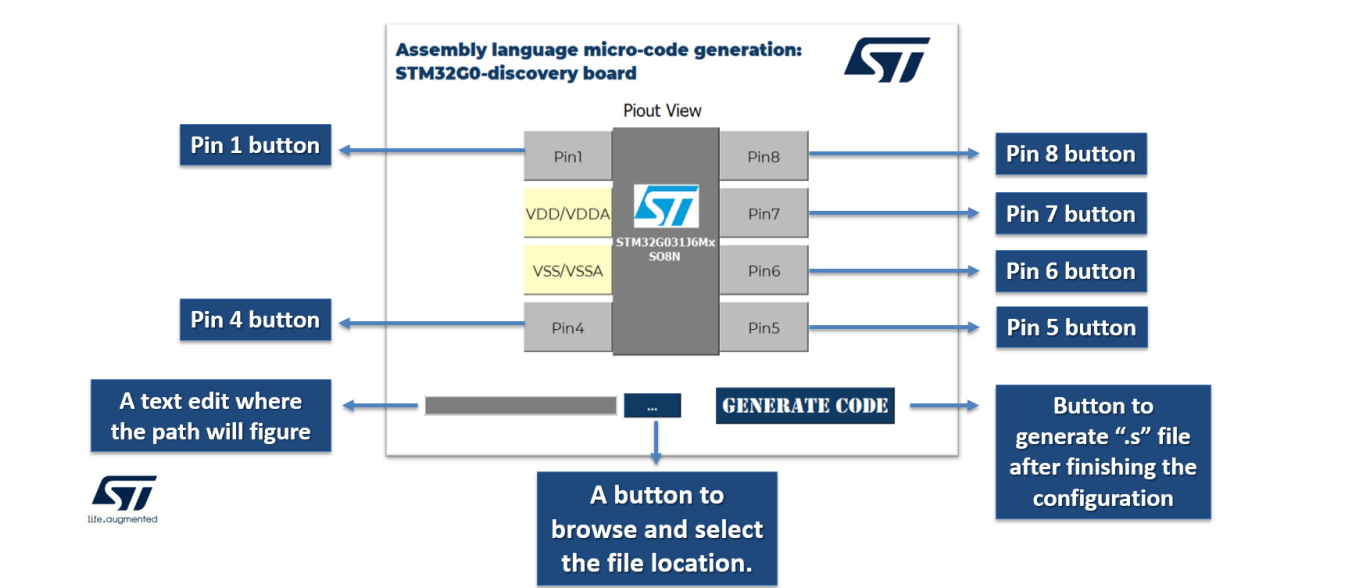 Assembly language micro-code generation:
STM32G0-discovery board
ST
Piout View
Pin 1 button
Pin1
Pin8
Pin 8 button
VDD/VDDA
ST
Pin7
Pin 7 button
STM32G031J6Mx
SO8N
VSS/VSSA
Pin6
Pin 6 button
Pin 4 button
Pin4
Pin5
Pin 5 button
A text edit where
the path will figure
...
GENERATE CODE
Button to
generate “.s” file
after finishing the
configuration
A button to
browse and select
the file location.
ST
life.augmented